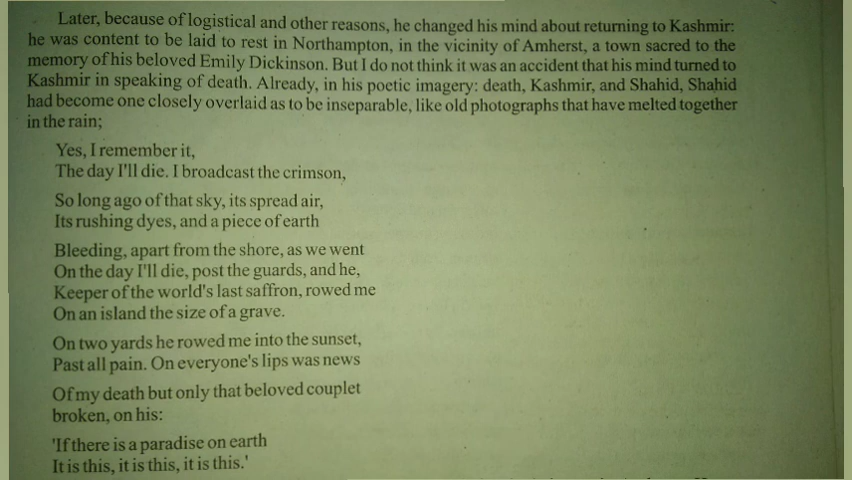 Later, because of logistical and other reasons, he changed his mind about returning to Kashmir:
he was content to be laid to rest in Northampton, in the vicinity of Amherst, a town sacred to the
memory of his beloved Emily Dickinson. But I do not think it was an accident that his mind turned to
Kashmir in speaking of death. Already, in his poetic imagery: death, Kashmir, and Shahid, Shahid
had become one closely overlaid as to be inseparable, like old photographs that have melted together
in the rain;
Yes, I remember it,
The day I'll die. I broadcast the crimson,
So long ago of that sky, its spread air,
Its rushing dyes, and a piece of earth
Bleeding, apart from the shore, as we went
On the day I'll die, post the guards, and he,
Keeper of the world's last saffron, rowed me
On an island the size of a grave.
On two yards he rowed me into the sunset,
Past all pain. On everyone's lips was news
Of my death but only that beloved couplet
broken, on his:
'If there is a paradise on earth
It is this, it is this, it is this.'